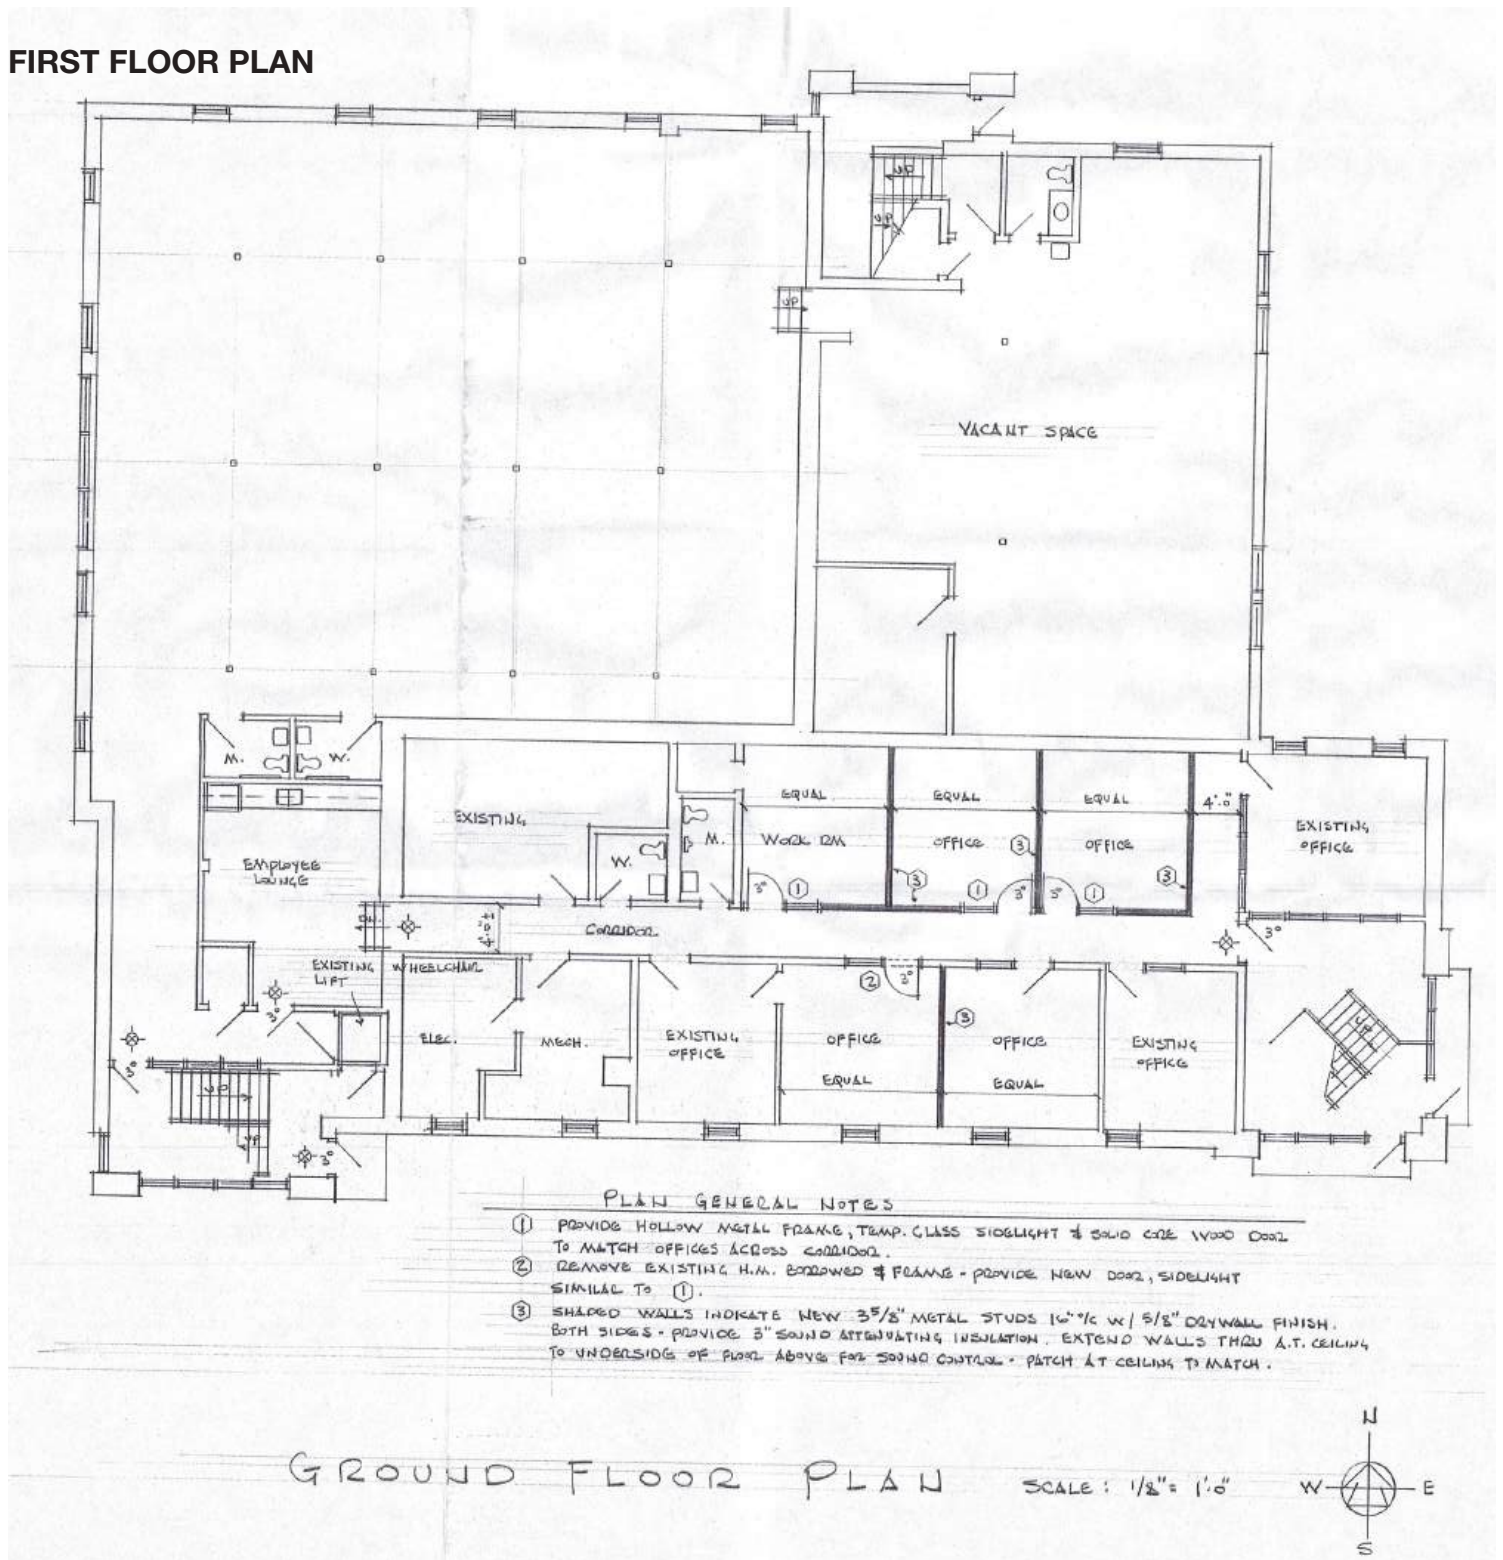 FIRST FLOOR PLAN
UP
UP
UP
VACANT SPACE
M.
W.
EQUAL
EQUAL
EQUAL
4'-0"
EXISTING
M.
WORK RM
OFFICE
3
OFFICE
EXISTING
OFFICE
W.
EMPLOYEE
LOUNGE
3
3
3°
1
1
3°
3°
1
4'-0"±
CORRIDOR
3°
EXISTING WHEELCHAIR
LIFT
2
3°
3°
3
ELEC.
MECH.
EXISTING
OFFICE
OFFICE
OFFICE
EXISTING
OFFICE
UP
3°
EQUAL
EQUAL
UP
UP
3°
PLAN GENERAL NOTES
1 PROVIDE HOLLOW METAL FRAME, TEMP. GLASS SIDELIGHT & SOLID CORE WOOD DOOR
TO MATCH OFFICES ACROSS CORRIDOR.
2 REMOVE EXISTING H.M. BORROWED & FRAME - PROVIDE NEW DOOR, SIDELIGHT
SIMILAR TO 1.
3 SHADED WALLS INDICATE NEW 3 5/8" METAL STUDS 16" o/c W/ 5/8" DRYWALL FINISH.
BOTH SIDES - PROVIDE 3" SOUND ATTENUATING INSULATION. EXTEND WALLS THRU A.T. CEILING
TO UNDERSIDE OF FLOOR ABOVE FOR SOUND CONTROL - PATCH AT CEILING TO MATCH.
N
GROUND FLOOR PLAN SCALE: 1/8" = 1'-0"
W E
S